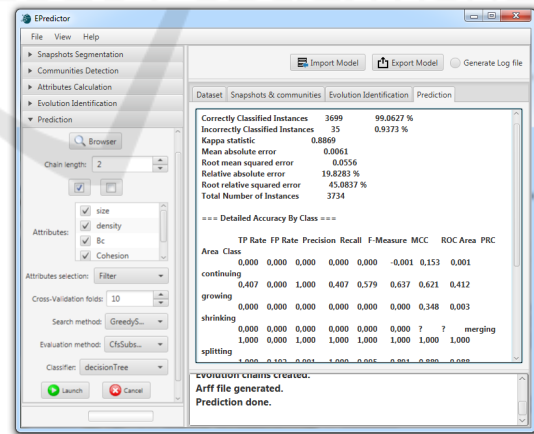 EPredictor
File View Help
Snapshots Segmentation
Communities Detection
Attributes Calculation
Evolution Identification
Prediction
Browser
Chain length: 2
Attributes:
size
density
Bc
Cohesion
Attributes selection: Filter
Cross-Validation folds: 10
Search method: GreedyS...
Evaluation method: CfsSubs...
Classifier: decisionTree
Launch Cancel
Import Model Export Model Generate Log file
Dataset Snapshots & communities Evolution Identification Prediction
Correctly Classified Instances 3699 99.0627 %
Incorrectly Classified Instances 35 0.9373 %
Kappa statistic 0.8869
Mean absolute error 0.0061
Root mean squared error 0.0556
Relative absolute error 19.8283 %
Root relative squared error 45.0837 %
Total Number of Instances 3734
=== Detailed Accuracy By Class ===
TP Rate FP Rate Precision Recall F-Measure MCC ROC Area PRC
Area Class
0,000 0,000 0,000 0,000 0,000 -0,001 0,153 0,001
continuing
0,407 0,000 1,000 0,407 0,579 0,637 0,621 0,412
growing
0,000 0,000 0,000 0,000 0,000 0,000 0,348 0,003
shrinking
0,000 0,000 0,000 0,000 0,000 0,000 ? ? merging
1,000 0,000 1,000 1,000 1,000 1,000 1,000 1,000
splitting
Evolution chains created.
Arff file generated.
Prediction done.